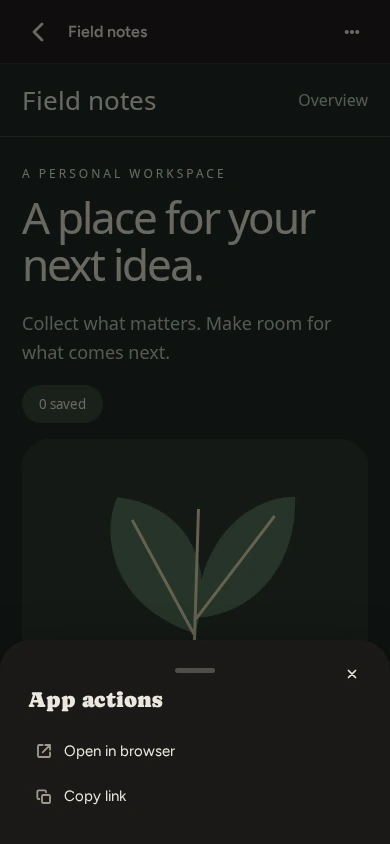 Field notes
Field notes
Overview
A PERSONAL WORKSPACE
A place for your
next idea.
Collect what matters. Make room for
what comes next.
0 saved
App actions
Open in browser
Copy link